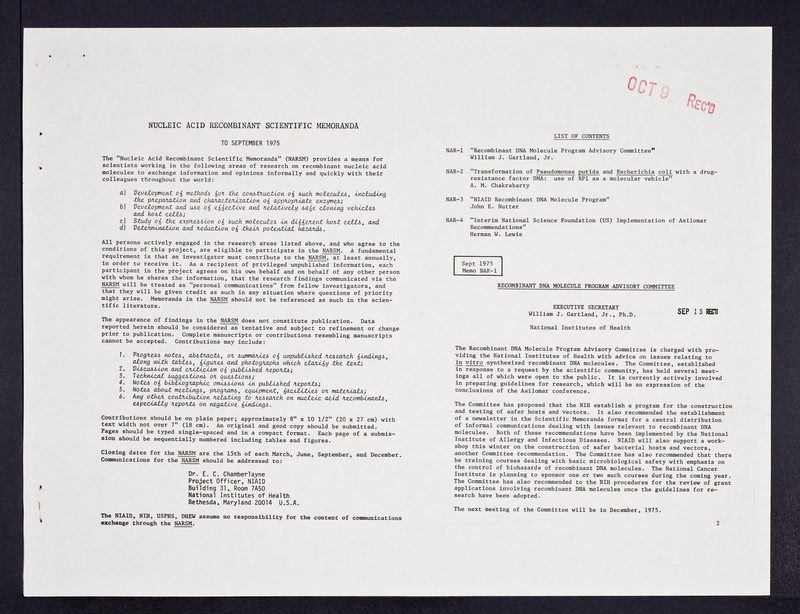 NUCLEIC ACID RECOMBINANT SCIENTIFIC MEMORANDA
TO SEPTEMBER 1975
The "Nucleic Acid Recombinant Scientific Memoranda" (NARSM) provides a means for
scientists working in the following areas of research on recombinant nucleic acid
molecules to exchange information and opinions informally and quickly with their
colleagues throughout the world:
a) Development of methods for the construction of such molecules, including
the preparation and characterization of appropriate enzymes;
b) Development and use of effective and relatively safe cloning vehicles
and host cells;
c) Study of the expression of such molecules in different host cells, and
d) Determination and reduction of their potential hazards.
All persons actively engaged in the research areas listed above, and who agree to the
conditions of this project, are eligible to participate in the NARSM. A fundamental
requirement is that an investigator must contribute to the NARSM, at least annually,
in order to receive it. As a recipient of privileged unpublished information, each
participant in the project agrees on his own behalf and on behalf of any other person
with whom he shares the information, that the research findings communicated via the
NARSM will be treated as "personal communications" from fellow investigators, and
that they will be given credit as such in any situation where questions of priority
might arise. Memoranda in the NARSM should not be referenced as such in the scien-
tific literature.
The appearance of findings in the NARSM does not constitute publication. Data
reported herein should be considered as tentative and subject to refinement or change
prior to publication. Complete manuscripts or contributions resembling manuscripts
cannot be accepted. Contributions may include:
1. Progress notes, abstracts, or summaries of unpublished research findings,
along with tables, figures and photographs which clarify the text;
2. Discussion and criticism of published reports;
3. Technical suggestions or questions;
4. Notes of bibliographic omissions in published reports;
5. Notes about meetings, programs, equipment, facilities or materials;
6. Any other contribution relating to research on nucleic acid recombinants,
especially reports on negative findings.
Contributions should be on plain paper; approximately 8" x 10 1/2" (20 x 27 cm) with
text width not over 7" (18 cm). An original and good copy should be submitted.
Pages should be typed single-spaced and in a compact format. Each page of a submis-
sion should be sequentially numbered including tables and figures.
Closing dates for the NARSM are the 15th of each March, June, September, and December.
Communications for the NARSM should be addressed to:
Dr. E. C. Chamberlayne
Project Officer, NIAID
Building 31, Room 7A50
National Institutes of Health
Bethesda, Maryland 20014 U.S.A.
The NIAID, NIH, USPHS, DHEW assume no responsibility for the content of communications
exchange through the NARSM.
OCT 9 REC'D
LIST OF CONTENTS
NAR-1 "Recombinant DNA Molecule Program Advisory Committee"
William J. Gartland, Jr.
NAR-2 "Transformation of Pseudomonas putida and Escherichia coli with a drug-
resistance factor DNA: use of RP1 as a molecular vehicle"
A. M. Chakrabarty
NAR-3 "NIAID Recombinant DNA Molecule Program"
John E. Nutter
NAR-4 "Interim National Science Foundation (US) Implementation of Asilomar
Recommendations"
Herman W. Lewis
Sept 1975
Memo NAR-1
RECOMBINANT DNA MOLECULE PROGRAM ADVISORY COMMITTEE
EXECUTIVE SECRETARY
William J. Gartland, Jr., Ph.D.
SEP 15 REC'D
National Institutes of Health
The Recombinant DNA Molecule Program Advisory Committee is charged with pro-
viding the National Institutes of Health with advice on issues relating to
in vitro synthesized recombinant DNA molecules. The Committee, established
in response to a request by the scientific community, has held several meet-
ings all of which were open to the public. It is currently actively involved
in preparing guidelines for research, which will be an expression of the
conclusions of the Asilomar conference.
The Committee has proposed that the NIH establish a program for the construction
and testing of safer hosts and vectors. It also recommended the establishment
of a newsletter in the Scientific Memoranda format for a central distribution
of informal communications dealing with issues relevant to recombinant DNA
molecules. Both of these recommendations have been implemented by the National
Institute of Allergy and Infectious Diseases. NIAID will also support a work-
shop this winter on the construction of safer bacterial hosts and vectors,
another Committee recommendation. The Committee has also recommended that there
be training courses dealing with basic microbiological safety with emphasis on
the control of biohazards of recombinant DNA molecules. The National Cancer
Institute is planning to sponsor one or two such courses during the coming year.
The Committee has also recommended to the NIH procedures for the review of grant
applications involving recombinant DNA molecules once the guidelines for re-
search have been adopted.
The next meeting of the Committee will be in December, 1975.
2